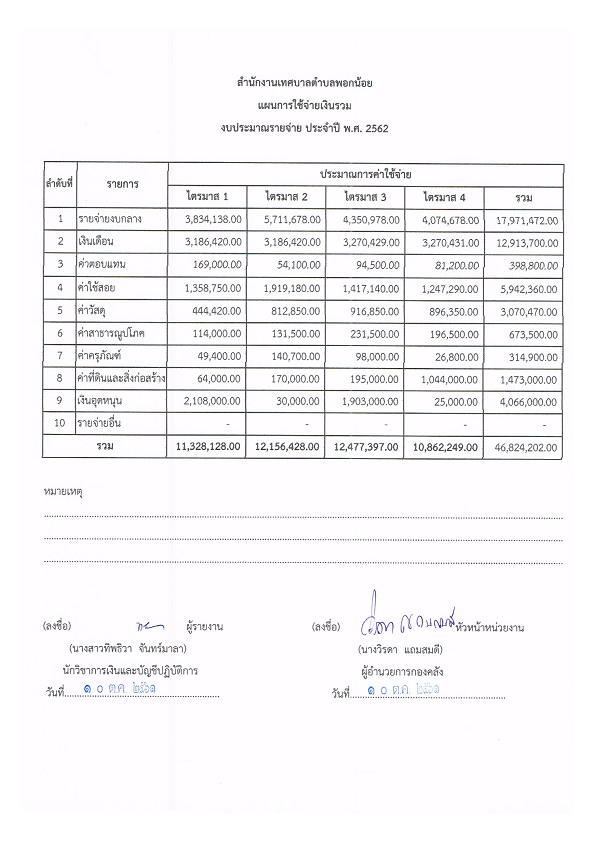 สำนักงานเทศบาลตำบลพอกน้อย
แผนการใช้จ่ายเงินรวม
งบประมาณรายจ่าย ประจำปี พ.ศ. 2562
ลำดับที่ รายการ ประมาณการค่าใช้จ่าย
ไตรมาส 1 ไตรมาส 2 ไตรมาส 3 ไตรมาส 4 รวม
1 รายจ่ายงบกลาง 3,834,138.00 5,711,678.00 4,350,978.00 4,074,678.00 17,971,472.00
2 เงินเดือน 3,186,420.00 3,186,420.00 3,270,429.00 3,270,431.00 12,913,700.00
3 ค่าตอบแทน 169,000.00 54,100.00 94,500.00 81,200.00 398,800.00
4 ค่าใช้สอย 1,358,750.00 1,919,180.00 1,417,140.00 1,247,290.00 5,942,360.00
5 ค่าวัสดุ 444,420.00 812,850.00 916,850.00 896,350.00 3,070,470.00
6 ค่าสาธารณูปโภค 114,000.00 131,500.00 231,500.00 196,500.00 673,500.00
7 ค่าครุภัณฑ์ 49,400.00 140,700.00 98,000.00 26,800.00 314,900.00
8 ค่าที่ดินและสิ่งก่อสร้าง 64,000.00 170,000.00 195,000.00 1,044,000.00 1,473,000.00
9 เงินอุดหนุน 2,108,000.00 30,000.00 1,903,000.00 25,000.00 4,066,000.00
10 รายจ่ายอื่น - - - - -
รวม 11,328,128.00 12,156,428.00 12,477,397.00 10,862,249.00 46,824,202.00
หมายเหตุ
(ลงชื่อ) ผู้รายงาน (ลงชื่อ) หัวหน้าหน่วยงาน
(นางสาวทิพธิวา จันทร์มาลา) (นางวิรดา แถมสมดี)
นักวิชาการเงินและบัญชีปฏิบัติการ ผู้อำนวยการกองคลัง
วันที่ ๑ ๐ ต.ค. ๒๕๖๑ วันที่ ๑ ๐ ต.ค. ๒๕๖๑